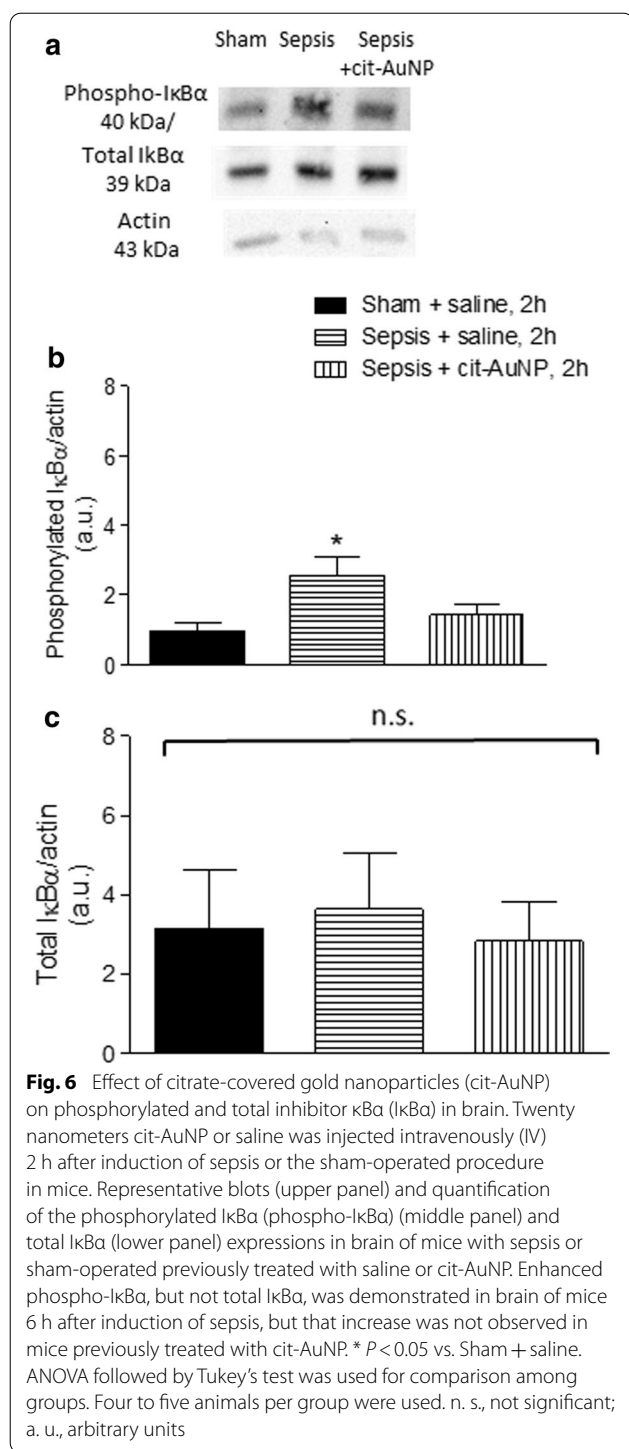 a
Sham Sepsis Sepsis
+cit-AuNP
Phospho-IκBα
40 kDa/
Total IkBα
39 kDa
Actin
43 kDa
Sham + saline, 2h
Sepsis + saline, 2h
Sepsis + cit-AuNP, 2h
b
Phosphorylated IκBα/actin
(a.u.)
8
6
4
2
0
*
c
Total IκBα/actin
(a.u.)
8
6
4
2
0
n.s.
Fig. 6 Effect of citrate-covered gold nanoparticles (cit-AuNP)
on phosphorylated and total inhibitor κBα (IκBα) in brain. Twenty
nanometers cit-AuNP or saline was injected intravenously (IV)
2 h after induction of sepsis or the sham-operated procedure
in mice. Representative blots (upper panel) and quantification
of the phosphorylated IκBα (phospho-IκBα) (middle panel) and
total IκBα (lower panel) expressions in brain of mice with sepsis or
sham-operated previously treated with saline or cit-AuNP. Enhanced
phospho-IκBα, but not total IκBα, was demonstrated in brain of mice
6 h after induction of sepsis, but that increase was not observed in
mice previously treated with cit-AuNP. * P < 0.05 vs. Sham + saline.
ANOVA followed by Tukey's test was used for comparison among
groups. Four to five animals per group were used. n. s., not significant;
a. u., arbitrary units